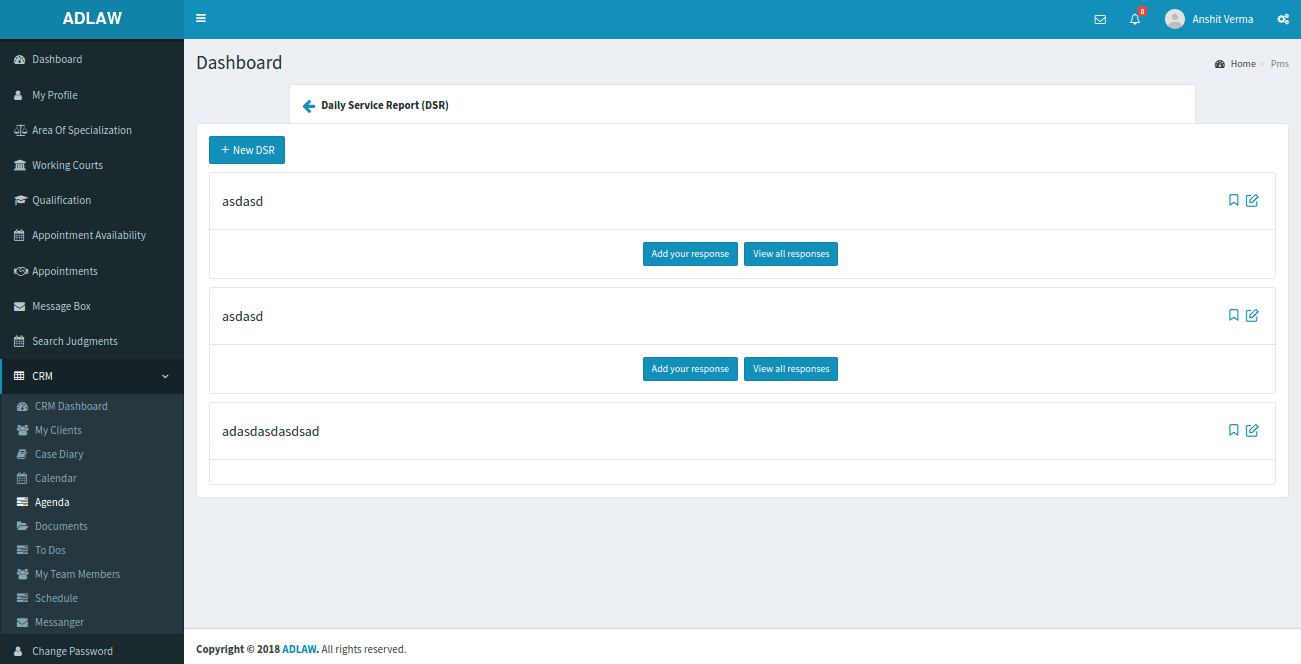 ADLAW
0
Anshit Verma
Dashboard
My Profile
Area Of Specialization
Working Courts
Qualification
Appointment Availability
Appointments
Message Box
Search Judgments
CRM
CRM Dashboard
My Clients
Case Diary
Calendar
Agenda
Documents
To Dos
My Team Members
Schedule
Messanger
Change Password
Dashboard
Home > Pms
Daily Service Report (DSR)
+ New DSR
asdasd
Add your response View all responses
asdasd
Add your response View all responses
adasdasdasdsad
Copyright © 2018 ADLAW. All rights reserved.